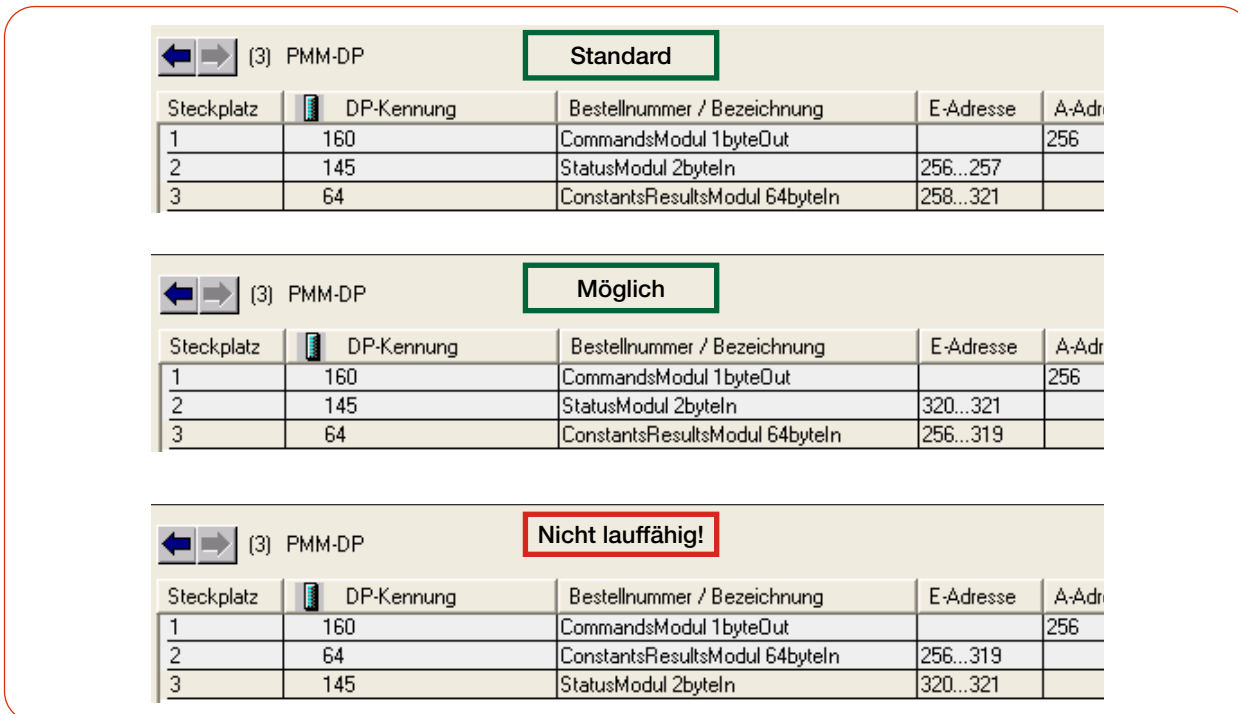 (3) PMM-DP Standard
Steckplatz DP-Kennung Bestellnummer / Bezeichnung E-Adresse A-Adr
1 160 CommandsModul 1byteOut 256
2 145 StatusModul 2byteIn 256...257
3 64 ConstantsResultsModul 64byteIn 258...321
(3) PMM-DP Möglich
Steckplatz DP-Kennung Bestellnummer / Bezeichnung E-Adresse A-Adr
1 160 CommandsModul 1byteOut 256
2 145 StatusModul 2byteIn 320...321
3 64 ConstantsResultsModul 64byteIn 256...319
(3) PMM-DP Nicht lauffähig!
Steckplatz DP-Kennung Bestellnummer / Bezeichnung E-Adresse A-Adr
1 160 CommandsModul 1byteOut 256
2 64 ConstantsResultsModul 64byteIn 256...319
3 145 StatusModul 2byteIn 320...321